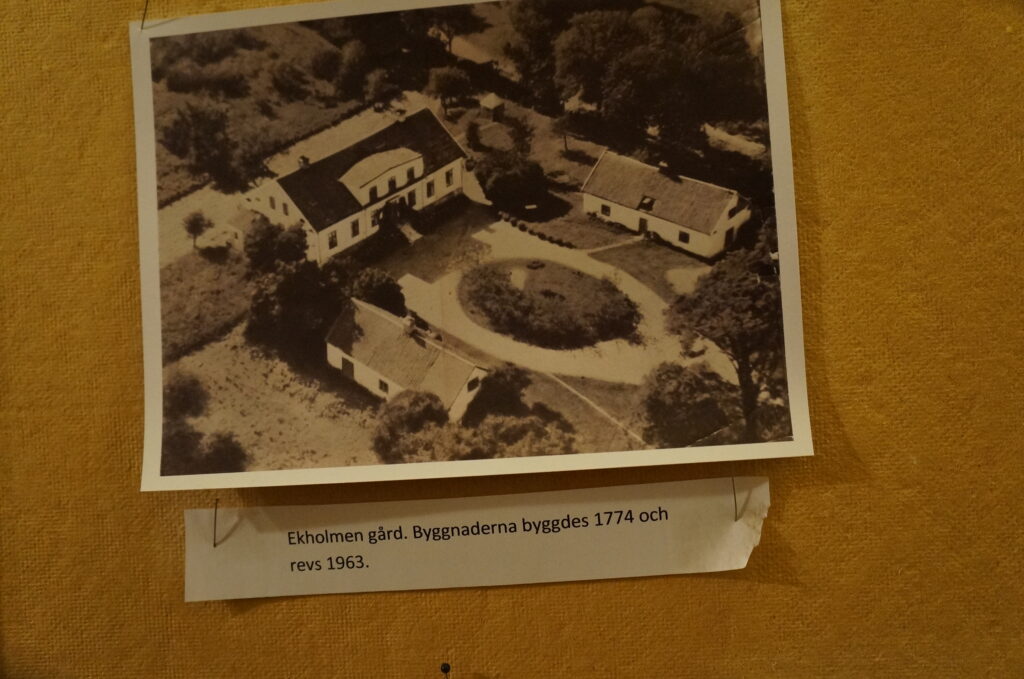 Ekholmen gård. Byggnaderna byggdes 1774 och
revs 1963.